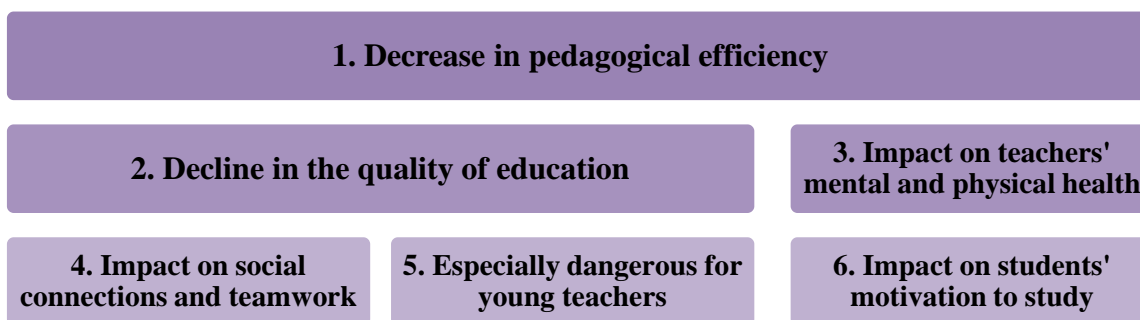 1. Decrease in pedagogical efficiency
2. Decline in the quality of education
3. Impact on teachers'
mental and physical health
4. Impact on social
connections and teamwork
5. Especially dangerous for
young teachers
6. Impact on students'
motivation to study